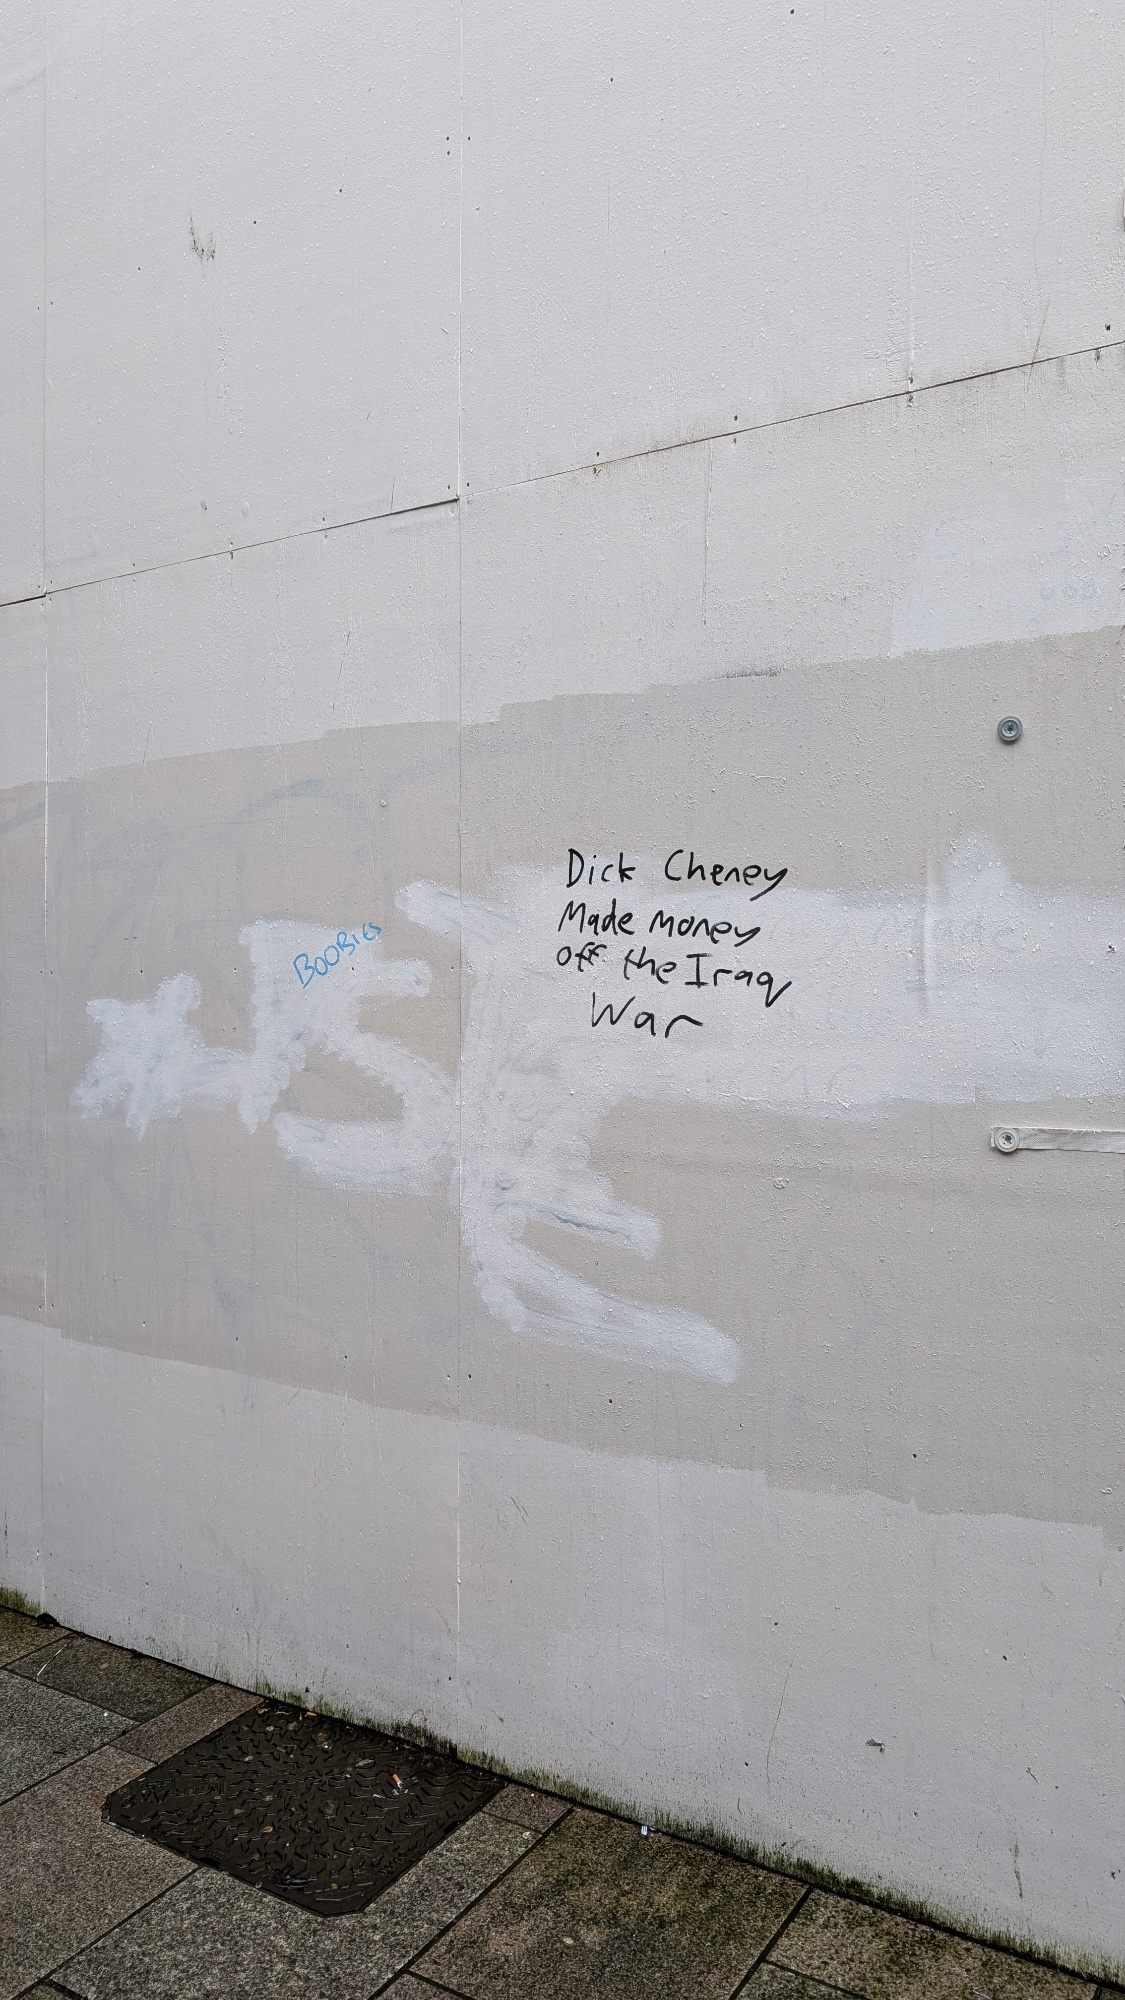 BOOBIES
Dick Cheney
Made money
off the Iraq
War